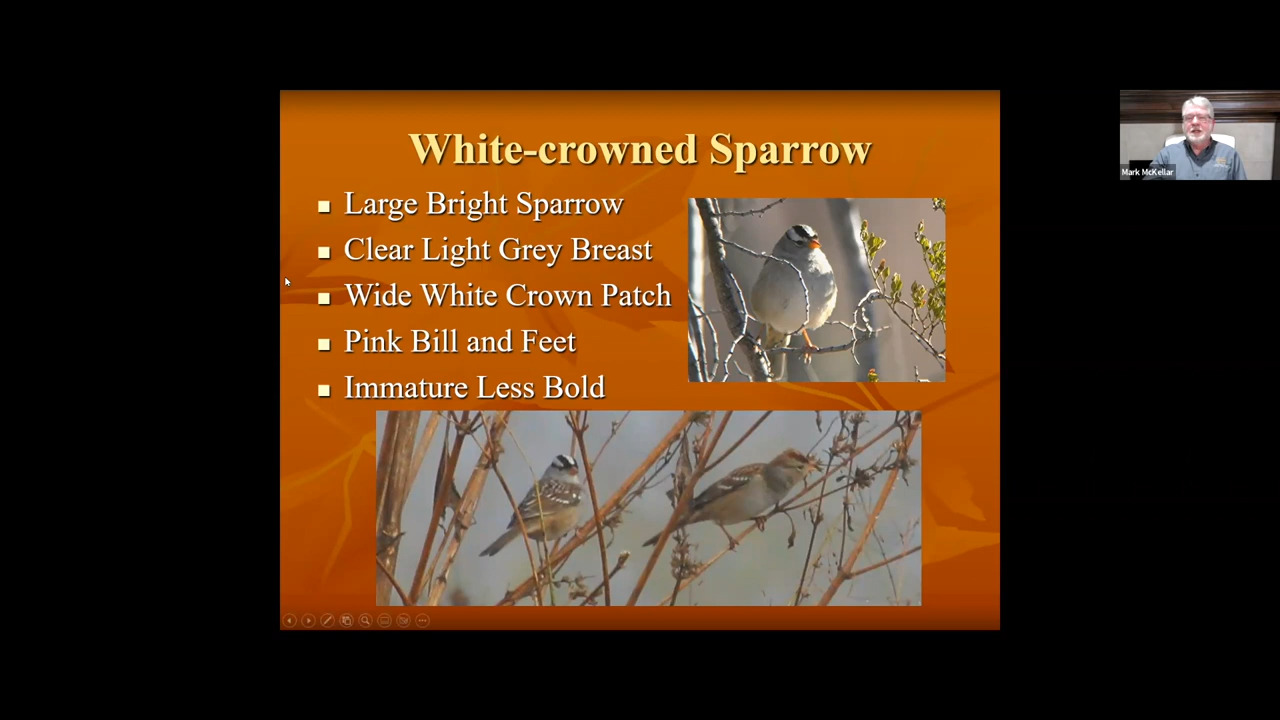 White-crowned Sparrow
Large Bright Sparrow
Clear Light Grey Breast
Wide White Crown Patch
Pink Bill and Feet
Immature Less Bold
Mark McKellar